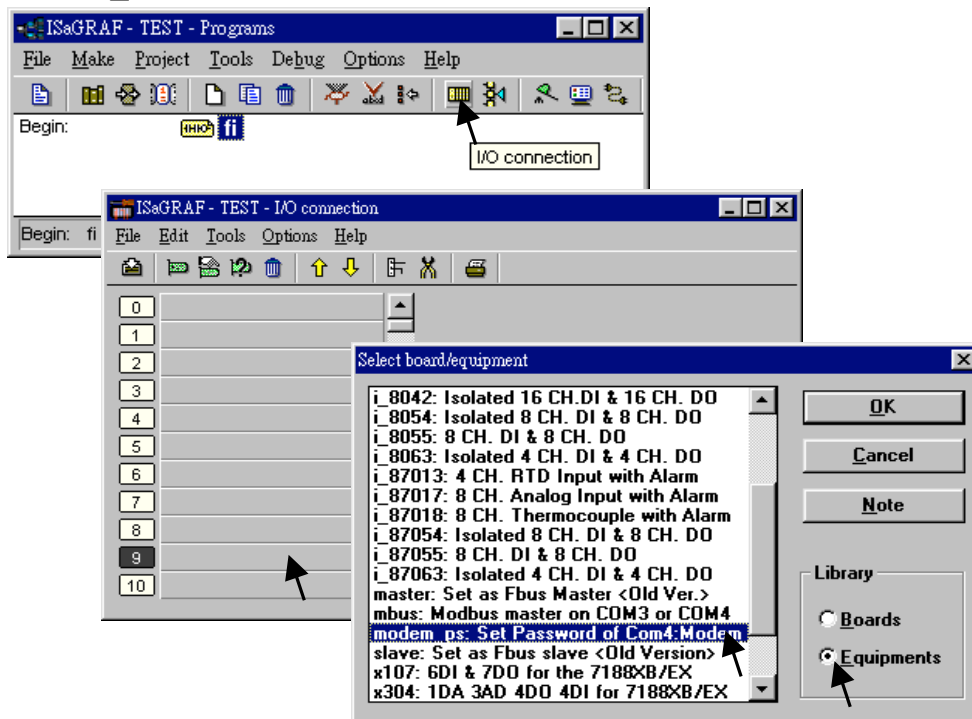 ISaGRAF - TEST - Programs
File Make Project Tools Debug Options Help
Begin: fi
I/O connection
Begin: fi
ISaGRAF - TEST - I/O connection
File Edit Tools Options Help
0
1
2
3
4
5
6
7
8
9
10
Select board/equipment
i_8042: Isolated 16 CH.DI & 16 CH. DO
i_8054: Isolated 8 CH. DI & 8 CH. DO
i_8055: 8 CH. DI & 8 CH. DO
i_8063: Isolated 4 CH. DI & 4 CH. DO
i_87013: 4 CH. RTD Input with Alarm
i_87017: 8 CH. Analog Input with Alarm
i_87018: 8 CH. Thermocouple with Alarm
i_87054: Isolated 8 CH. DI & 8 CH. DO
i_87055: 8 CH. DI & 8 CH. DO
i_87063: Isolated 4 CH. DI & 4 CH. DO
master: Set as Fbus Master <Old Ver.>
mbus: Modbus master on COM3 or COM4
modem_ps: Set Password of Com4:Modem
slave: Set as Fbus slave <Old Version>
x107: 6DI & 7DO for the 7188XB/EX
x304: 1DA 3AD 4DO 4DI for 7188XB/EX
OK
Cancel
Note
Library
Boards
Equipments